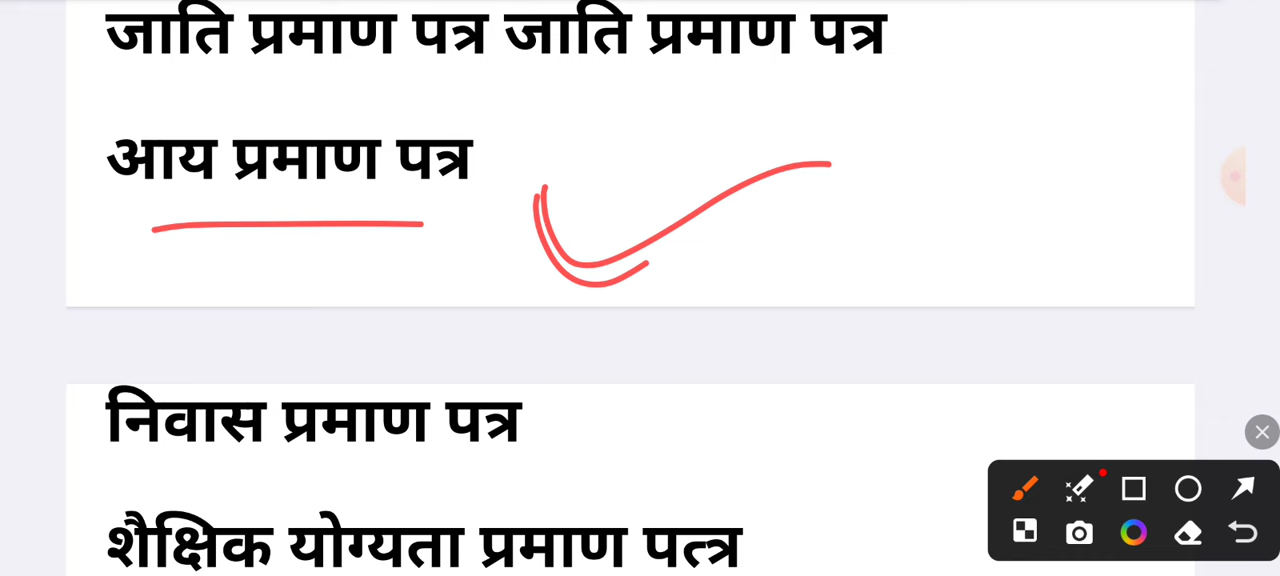 जाति प्रमाण पत्र जाति प्रमाण पत्र
आय प्रमाण पत्र
निवास प्रमाण पत्र
शैक्षिक योग्यता प्रमाण पत्त्र